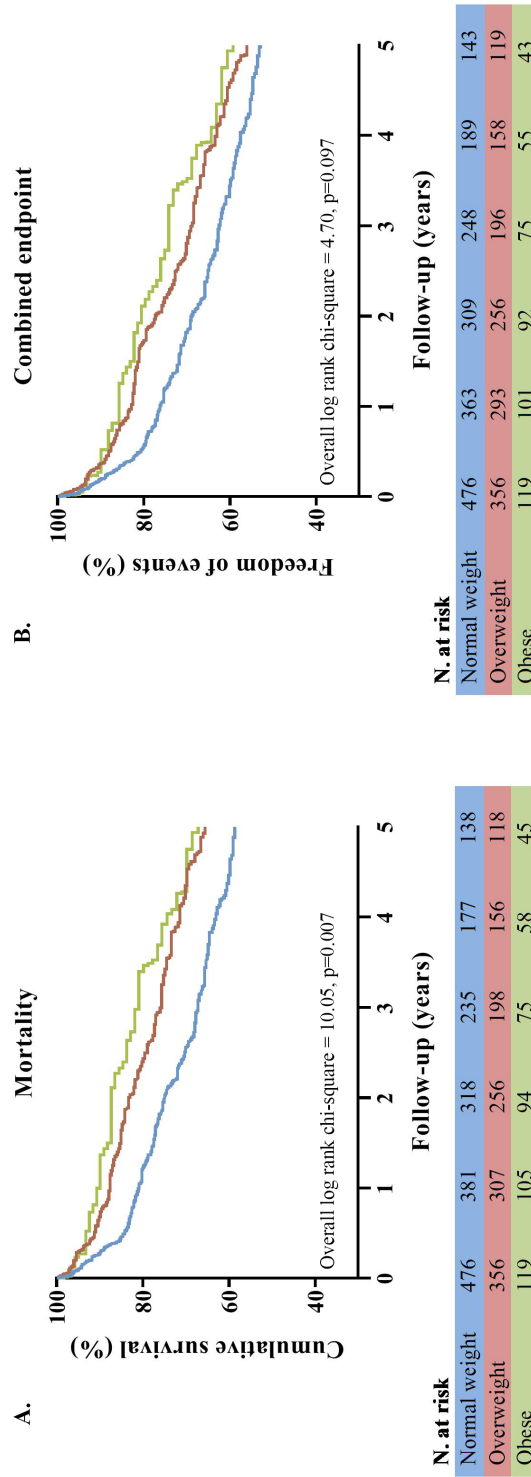 A.
Mortality
Cumulative survival (%)
100
80
60
40
Overall log rank chi-square = 10.05, p=0.007
0 1 2 3 4 5
Follow-up (years)
N. at risk
Normal weight 476 381 318 235 177 138
Overweight 356 307 256 198 156 118
Obese 119 105 94 75 58 45
B.
Combined endpoint
Freedom of events (%)
100
80
60
40
Overall log rank chi-square = 4.70, p=0.097
0 1 2 3 4 5
Follow-up (years)
N. at risk
Normal weight 476 363 309 248 189 143
Overweight 356 293 256 196 158 119
Obese 119 101 92 75 55 43